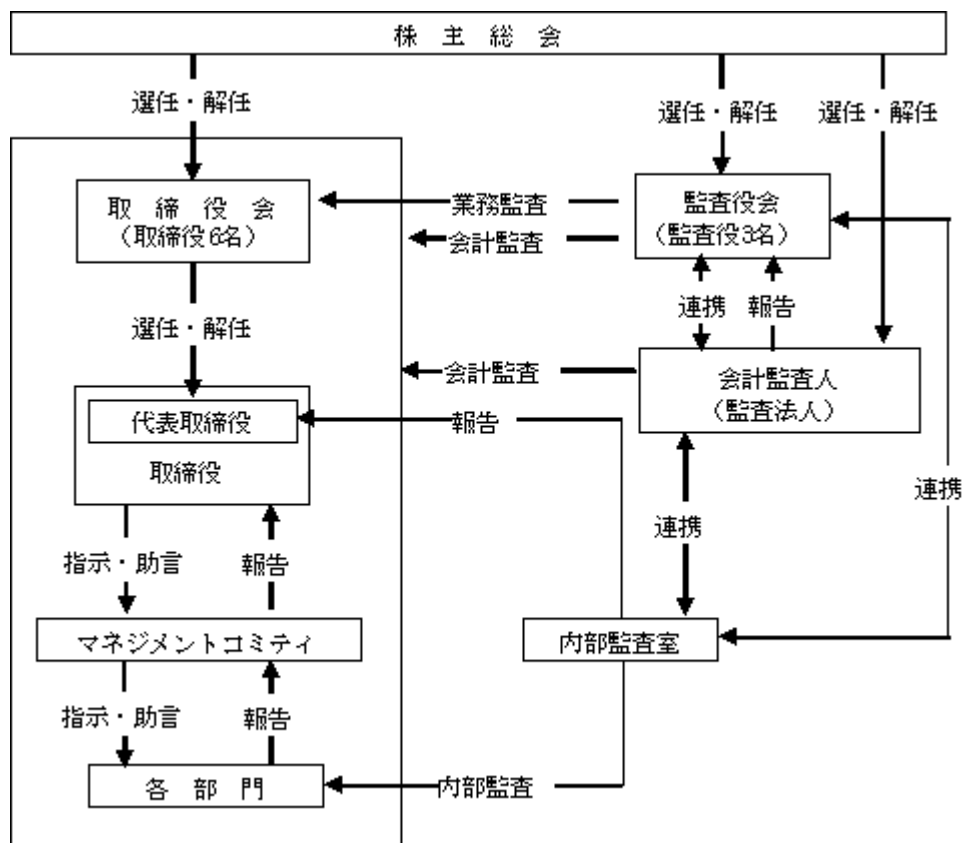 株 主 総 会
選任・解任
選任・解任
選任・解任
取 締 役 会
（取締役6名）
業務監査
会計監査
監査役会
（監査役3名）
連携
報告
選任・解任
会計監査
会計監査人
（監査法人）
代表取締役
取締役
報告
連携
連携
指示・助言
報告
マネジメントコミティ
内部監査室
指示・助言
報告
各 部 門
内部監査